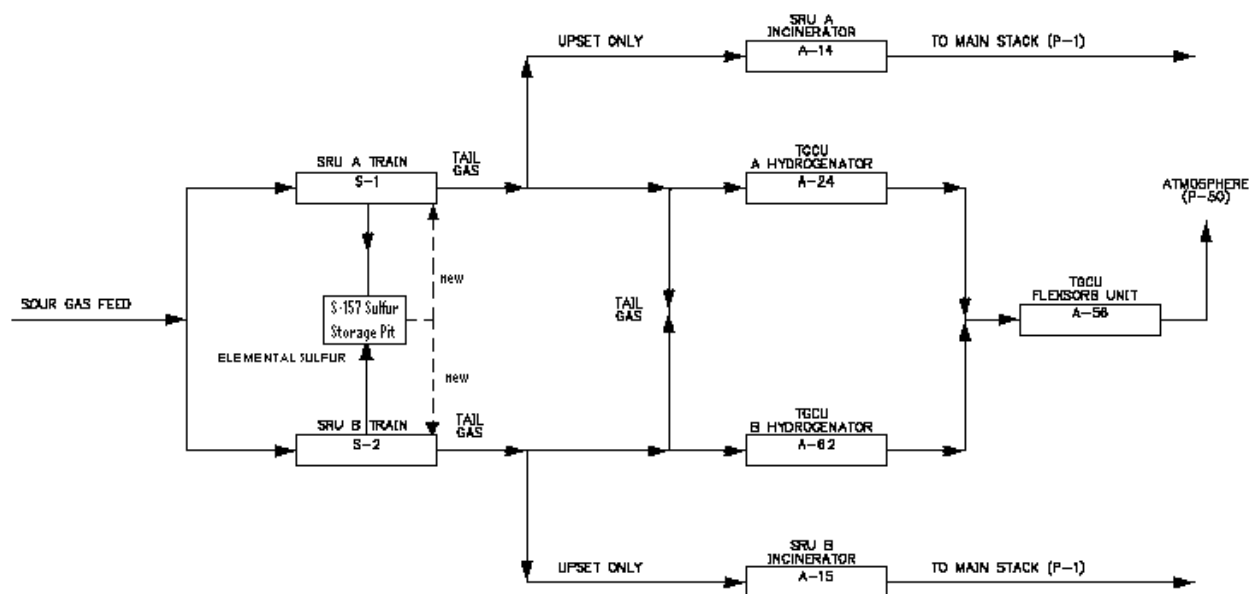 SRU A
INCINERATOR
UPSET ONLY
A-14
TO MAIN STACK (P-1)
SRU A TRAIN
S-1
TAIL
GAS
TGCU
A HYDROGENATOR
A-24
ATMOSPHERE
(P-50)
New
SOUR GAS FEED
S-157 Sulfur
Storage Pit
TAIL
GAS
TGCU
FLEXSORB UNIT
A-56
ELEMENTAL SULFUR
New
SRU B TRAIN
S-2
TAIL
GAS
TGCU
B HYDROGENATOR
A-62
SRU B
INCINERATOR
UPSET ONLY
A-15
TO MAIN STACK (P-1)